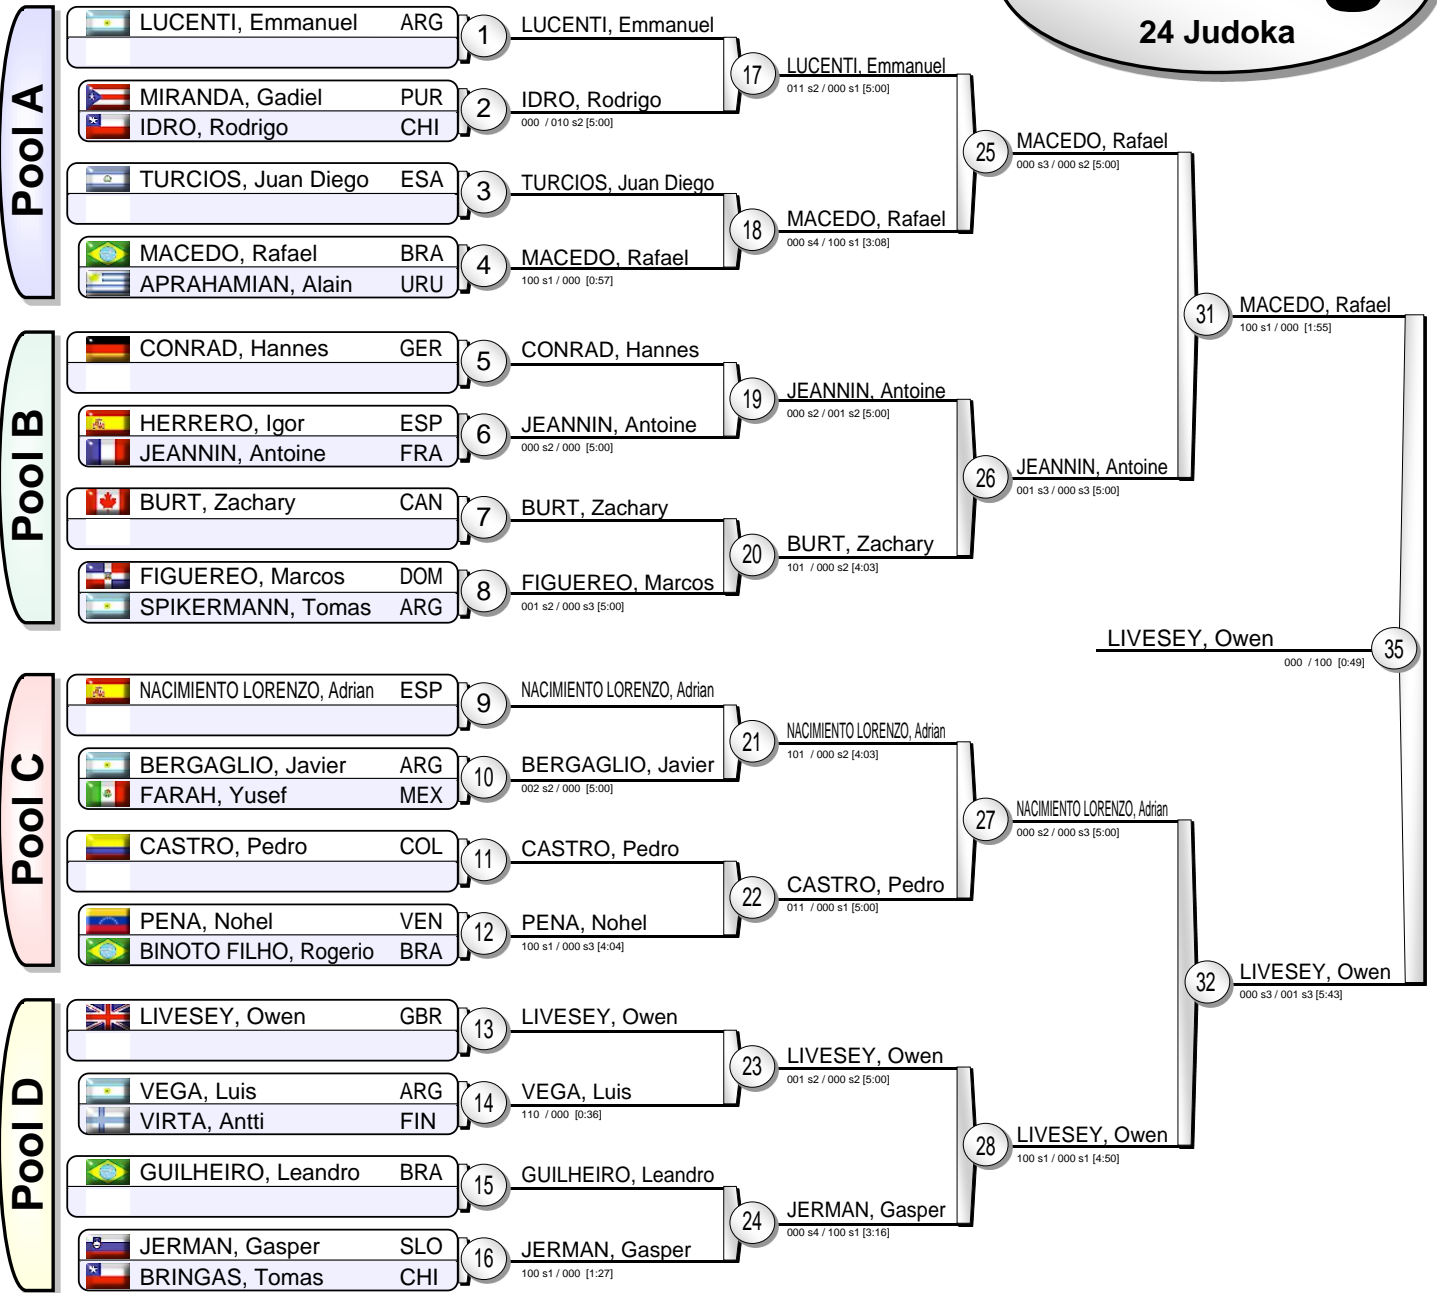 24 Judoka
Pool A
LUCENTI, Emmanuel ARG
1
LUCENTI, Emmanuel
MIRANDA, Gadiel PUR
IDRO, Rodrigo CHI
2
IDRO, Rodrigo
000 / 010 s2 [5:00]
17
LUCENTI, Emmanuel
011 s2 / 000 s1 [5:00]
TURCIOS, Juan Diego ESA
3
TURCIOS, Juan Diego
MACEDO, Rafael BRA
APRAHAMIAN, Alain URU
4
MACEDO, Rafael
100 s1 / 000 [0:57]
18
MACEDO, Rafael
000 s4 / 100 s1 [3:08]
25
MACEDO, Rafael
000 s3 / 000 s2 [5:00]
Pool B
CONRAD, Hannes GER
5
CONRAD, Hannes
HERRERO, Igor ESP
JEANNIN, Antoine FRA
6
JEANNIN, Antoine
000 s2 / 000 [5:00]
19
JEANNIN, Antoine
000 s2 / 001 s2 [5:00]
BURT, Zachary CAN
7
BURT, Zachary
FIGUEREO, Marcos DOM
SPIKERMANN, Tomas ARG
8
FIGUEREO, Marcos
001 s2 / 000 s3 [5:00]
20
BURT, Zachary
101 / 000 s2 [4:03]
26
JEANNIN, Antoine
001 s3 / 000 s3 [5:00]
31
MACEDO, Rafael
100 s1 / 000 [1:55]
Pool C
NACIMIENTO LORENZO, Adrian ESP
9
NACIMIENTO LORENZO, Adrian
BERGAGLIO, Javier ARG
FARAH, Yusef MEX
10
BERGAGLIO, Javier
002 s2 / 000 [5:00]
21
NACIMIENTO LORENZO, Adrian
101 / 000 s2 [4:03]
CASTRO, Pedro COL
11
CASTRO, Pedro
PENA, Nohel VEN
BINOTO FILHO, Rogerio BRA
12
PENA, Nohel
100 s1 / 000 s3 [4:04]
22
CASTRO, Pedro
011 / 000 s1 [5:00]
27
NACIMIENTO LORENZO, Adrian
000 s2 / 000 s3 [5:00]
Pool D
LIVESEY, Owen GBR
13
LIVESEY, Owen
VEGA, Luis ARG
VIRTA, Antti FIN
14
VEGA, Luis
110 / 000 [0:36]
23
LIVESEY, Owen
001 s2 / 000 s2 [5:00]
GUILHEIRO, Leandro BRA
15
GUILHEIRO, Leandro
JERMAN, Gasper SLO
BRINGAS, Tomas CHI
16
JERMAN, Gasper
100 s1 / 000 [1:27]
24
JERMAN, Gasper
000 s4 / 100 s1 [3:16]
28
LIVESEY, Owen
100 s1 / 000 s1 [4:50]
32
LIVESEY, Owen
000 s3 / 001 s3 [5:43]
LIVESEY, Owen
000 / 100 [0:49]
35